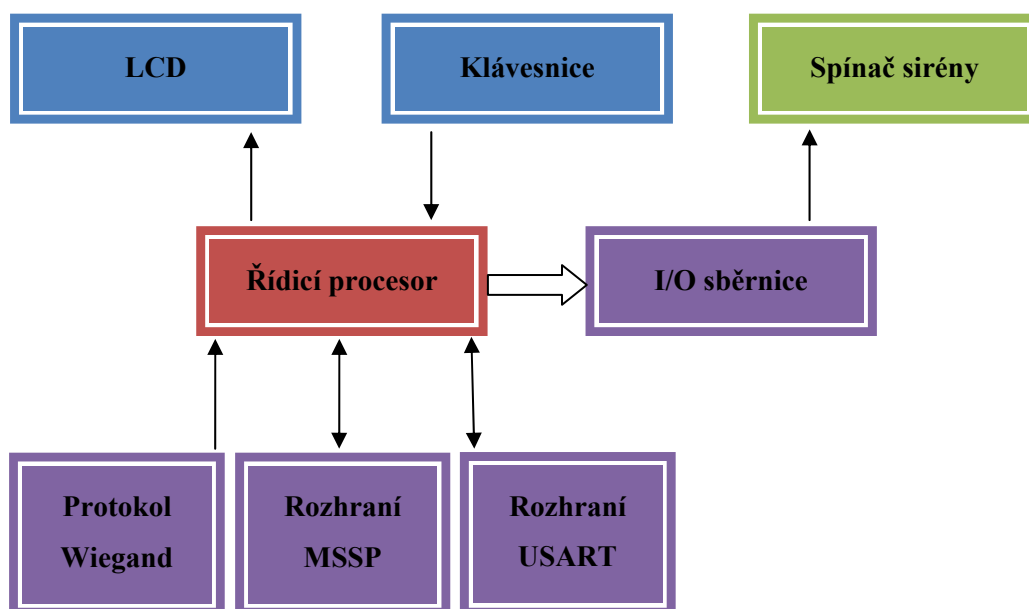 LCD
Klávesnice
Spínač sirény
Řídicí procesor
I/O sběrnice
Protokol
Wiegand
Rozhraní
MSSP
Rozhraní
USART